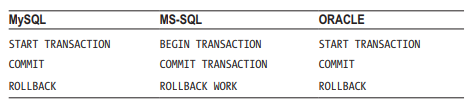 MySQL MS-SQL ORACLE
START TRANSACTION BEGIN TRANSACTION START TRANSACTION
COMMIT COMMIT TRANSACTION COMMIT
ROLLBACK ROLLBACK WORK ROLLBACK